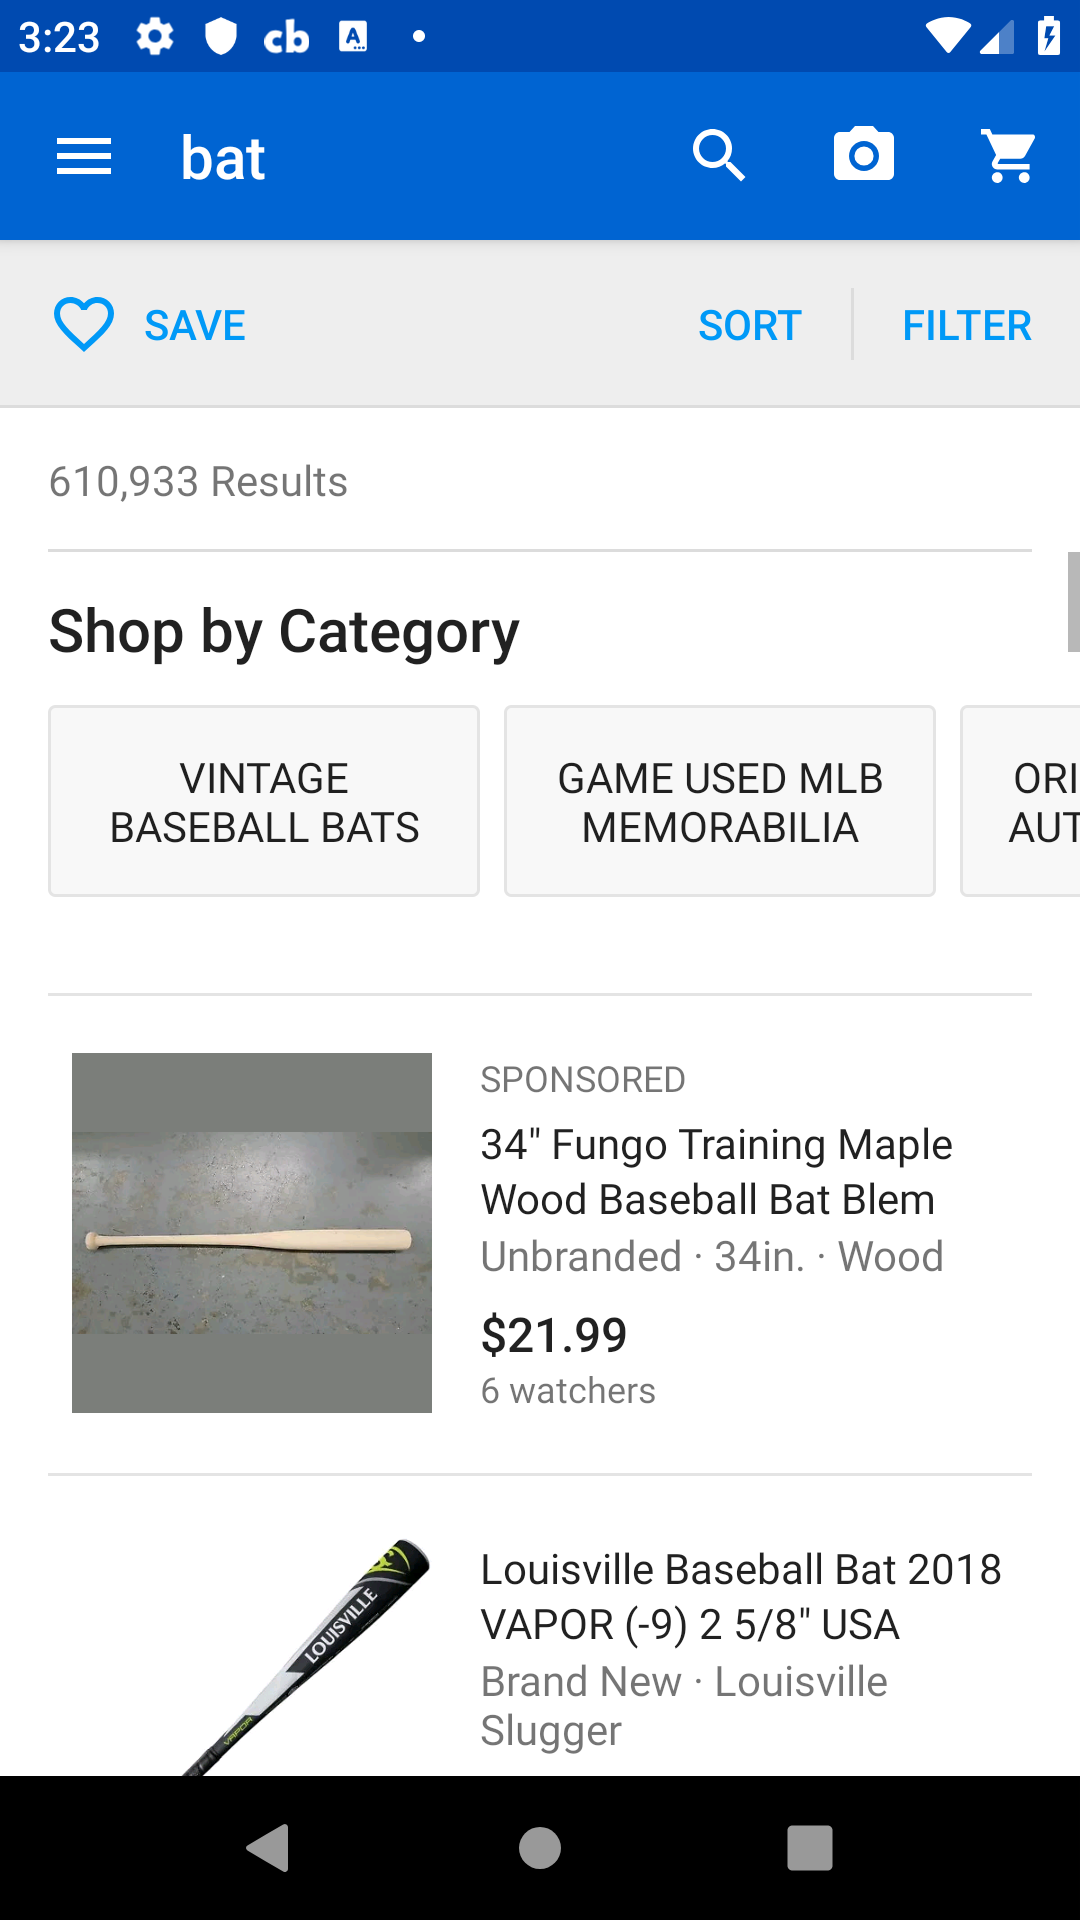 3:23
cb
A
bat
SAVE
SORT
FILTER
610,933 Results
Shop by Category
VINTAGE
BASEBALL BATS
GAME USED MLB
MEMORABILIA
ORI
AUT
SPONSORED
34" Fungo Training Maple
Wood Baseball Bat Blem
Unbranded · 34in. · Wood
$21.99
6 watchers
LOUISVILLE
VAPOR
Louisville Baseball Bat 2018
VAPOR (-9) 2 5/8" USA
Brand New · Louisville
Slugger